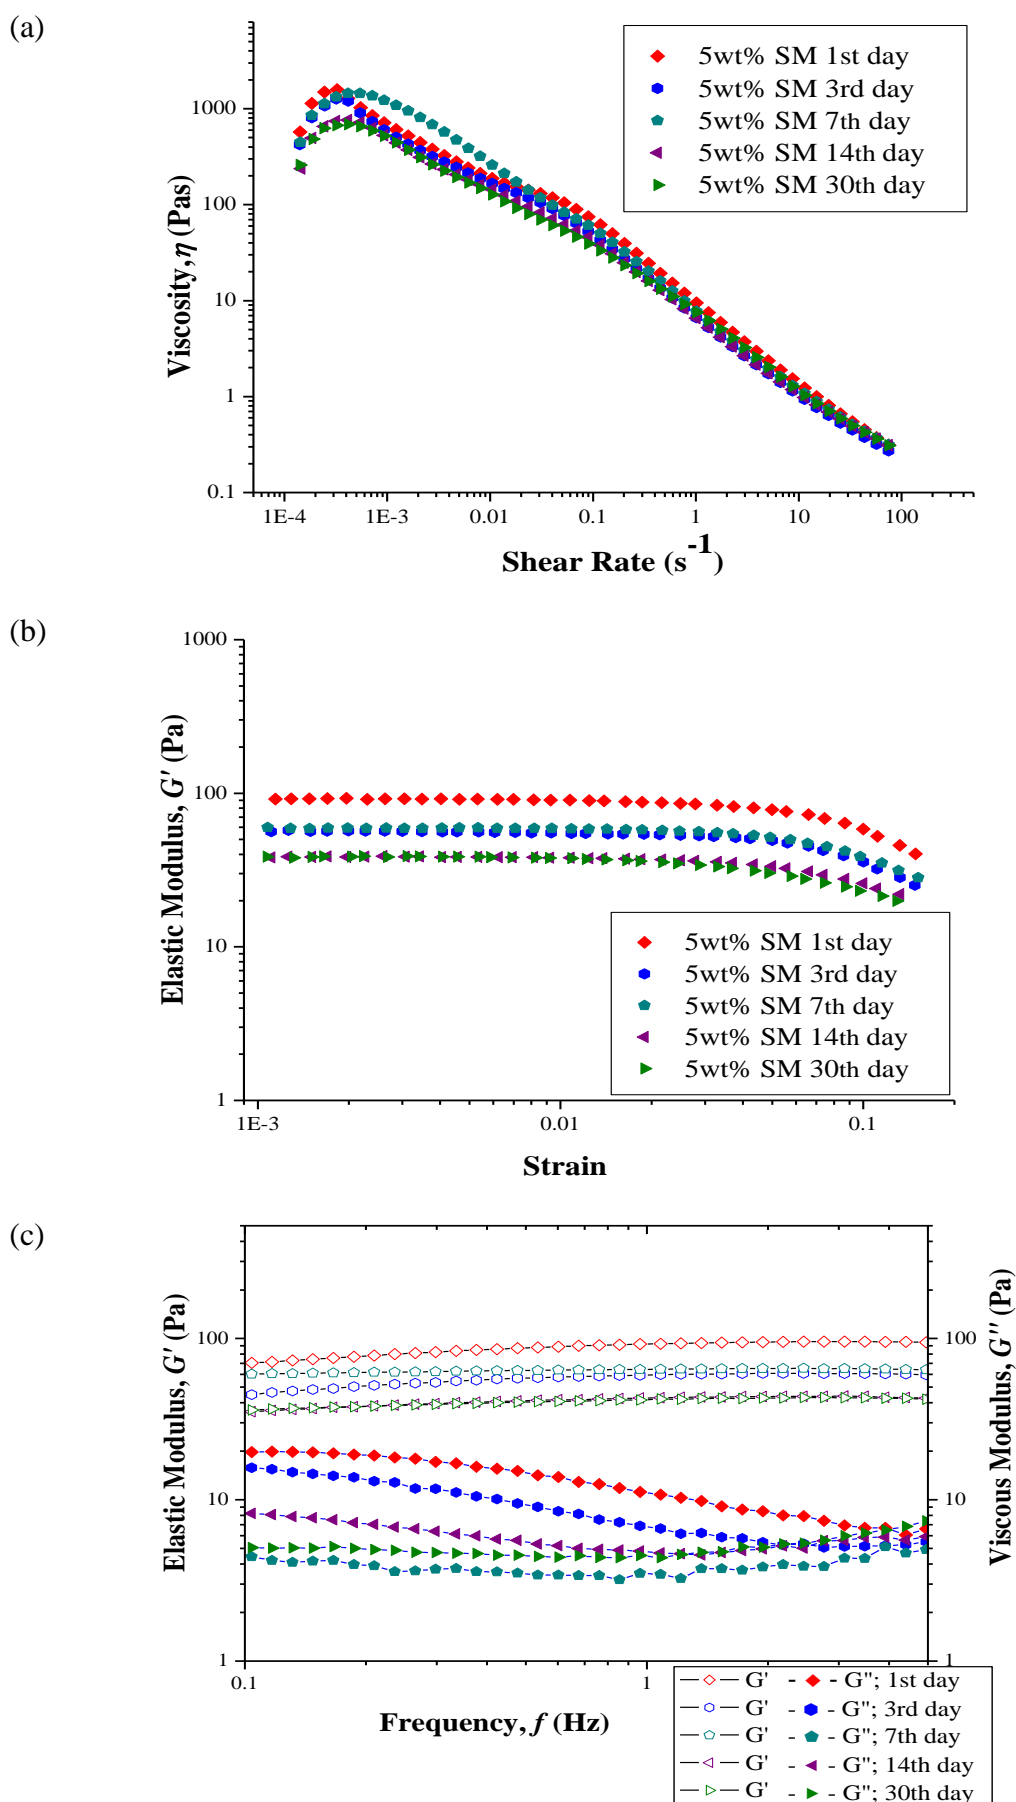 (a)
1000
100
10
1
0.1
Viscosity, η (Pas)
5wt% SM 1st day
5wt% SM 3rd day
5wt% SM 7th day
5wt% SM 14th day
5wt% SM 30th day
1E-4 1E-3 0.01 0.1 1 10 100
Shear Rate (s-1)
(b)
1000
100
10
1
Elastic Modulus, G' (Pa)
5wt% SM 1st day
5wt% SM 3rd day
5wt% SM 7th day
5wt% SM 14th day
5wt% SM 30th day
1E-3 0.01 0.1
Strain
(c)
100
10
1
Elastic Modulus, G' (Pa)
100
10
1
Viscous Modulus, G'' (Pa)
0.1 1
Frequency, f (Hz)
G' G''; 1st day
G' G''; 3rd day
G' G''; 7th day
G' G''; 14th day
G' G''; 30th day